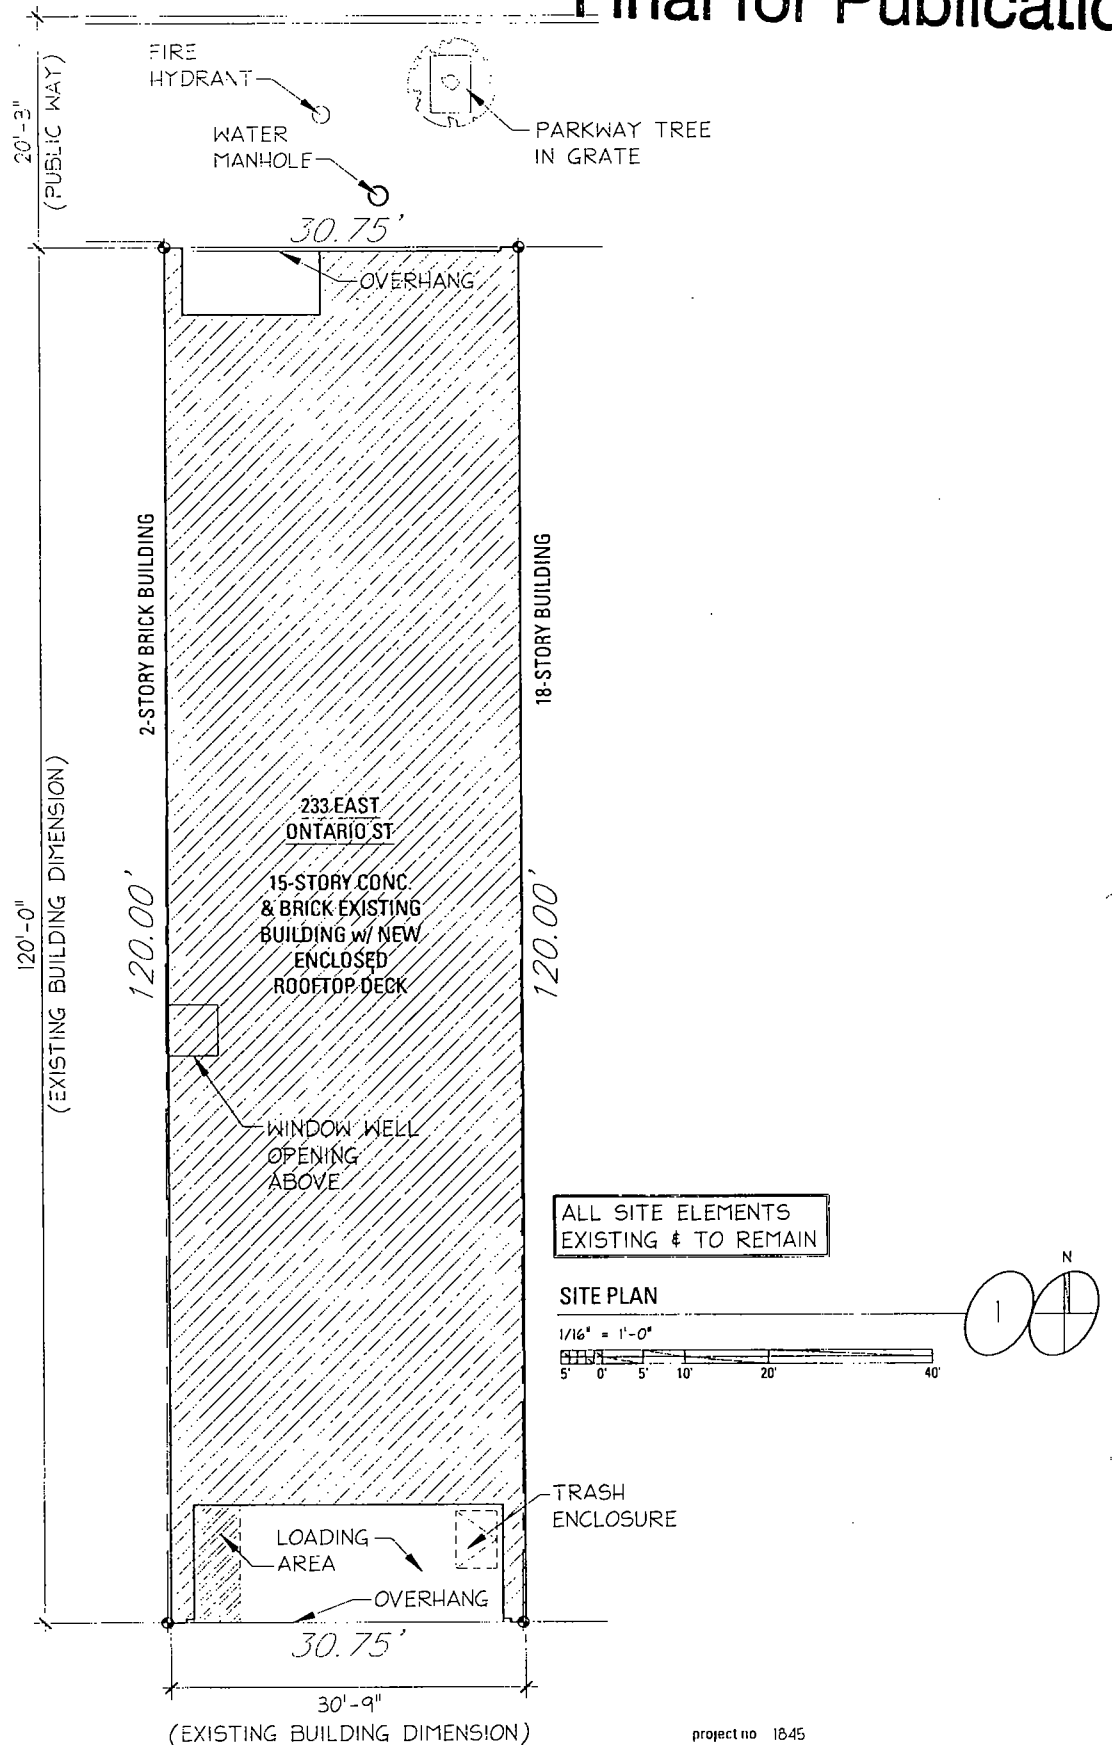 Final for Publicatio
FIRE
HYDRANT
WATER
MANHOLE
PARKWAY TREE
IN GRATE
20'-3"
(PUBLIC WAY)
30.75'
OVERHANG
2-STORY BRICK BUILDING
18-STORY BUILDING
233 EAST
ONTARIO ST
15-STORY CONC.
& BRICK EXISTING
BUILDING w/ NEW
ENCLOSED
ROOFTOP DECK
120'-0"
(EXISTING BUILDING DIMENSION)
120.00'
120.00'
WINDOW WELL
OPENING
ABOVE
ALL SITE ELEMENTS
EXISTING & TO REMAIN
N
SITE PLAN
1
1/16" = 1'-0"
5' 0' 5' 10' 20' 40'
TRASH
ENCLOSURE
LOADING
AREA
OVERHANG
30.75'
30'-9"
(EXISTING BUILDING DIMENSION)
project no 1845